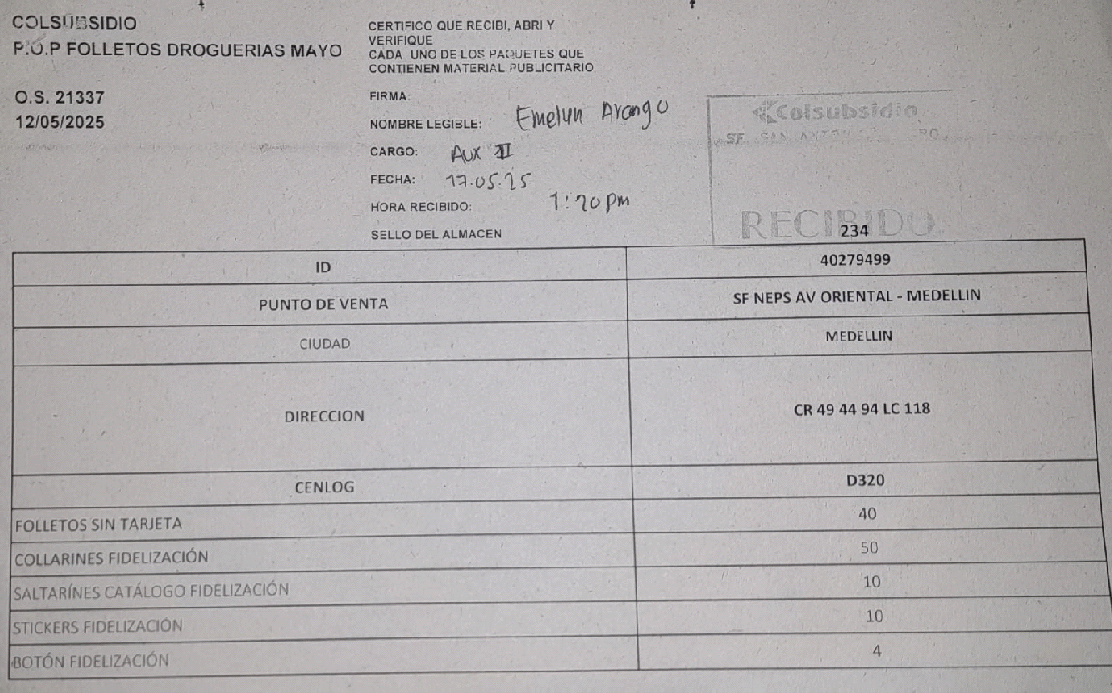 COLSUBSIDIO
P.O.P FOLLETOS DROGUERIAS MAYO
O.S. 21337
12/05/2025
CERTIFICO QUE RECIBI, ABRI Y
VERIFIQUE
CADA UNO DE LOS PAQUETES QUE
CONTIENEN MATERIAL PUBLICITARIO
FIRMA:
NOMBRE LEGIBLE: Emelyn Arango
CARGO: Aux II
FECHA: 17.05.25
HORA RECIBIDO: 1:20 pm
SELLO DEL ALMACEN
Colsubsidio
SF SAN
RECIBIDO
234
ID 40279499
PUNTO DE VENTA SF NEPS AV ORIENTAL - MEDELLIN
CIUDAD MEDELLIN
DIRECCION CR 49 44 94 LC 118
CENLOG D320
FOLLETOS SIN TARJETA 40
COLLARINES FIDELIZACIÓN 50
SALTARÍNES CATÁLOGO FIDELIZACIÓN 10
STICKERS FIDELIZACIÓN 10
BOTÓN FIDELIZACIÓN 4